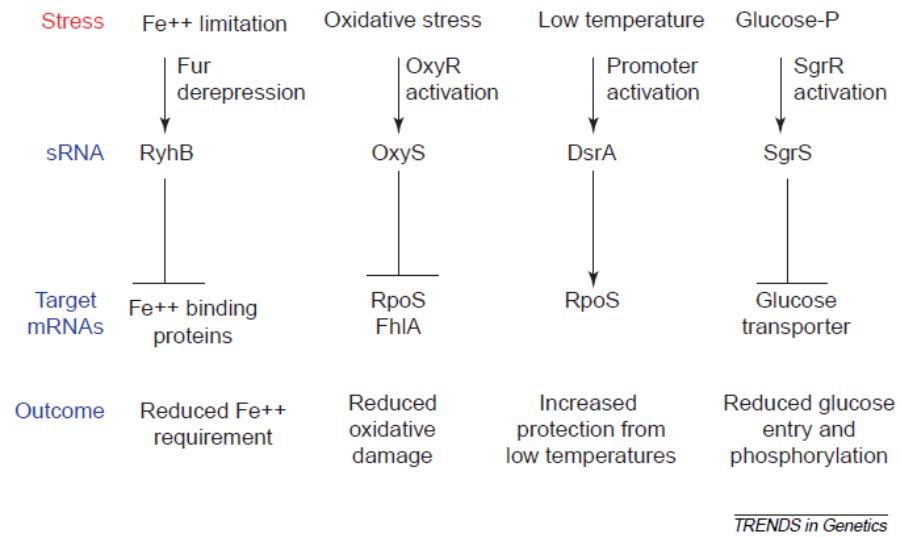 Stress Fe++ limitation Oxidative stress Low temperature Glucose-P
Fur OxyR Promoter SgrR
derepression activation activation activation
sRNA RyhB OxyS DsrA SgrS
Target Fe++ binding RpoS RpoS Glucose
mRNAs proteins FhlA transporter
Outcome Reduced Fe++ Reduced Increased Reduced glucose
requirement oxidative protection from entry and
damage low temperatures phosphorylation
TRENDS in Genetics